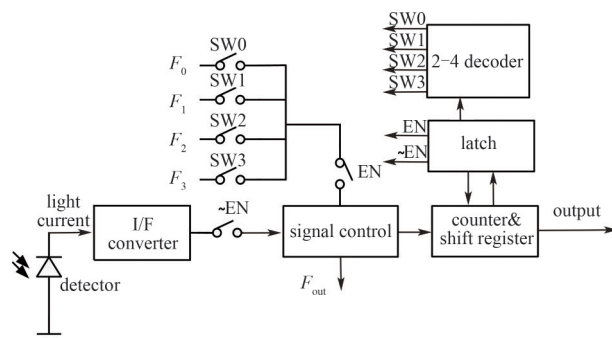 SW0
F0
SW1
F1
SW2
F2
SW3
F3
EN
SW0
SW1
SW2
SW3
2−4 decoder
EN
~EN
latch
light
current
I/F
converter
~EN
signal control
counter&
shift register
output
detector
Fout